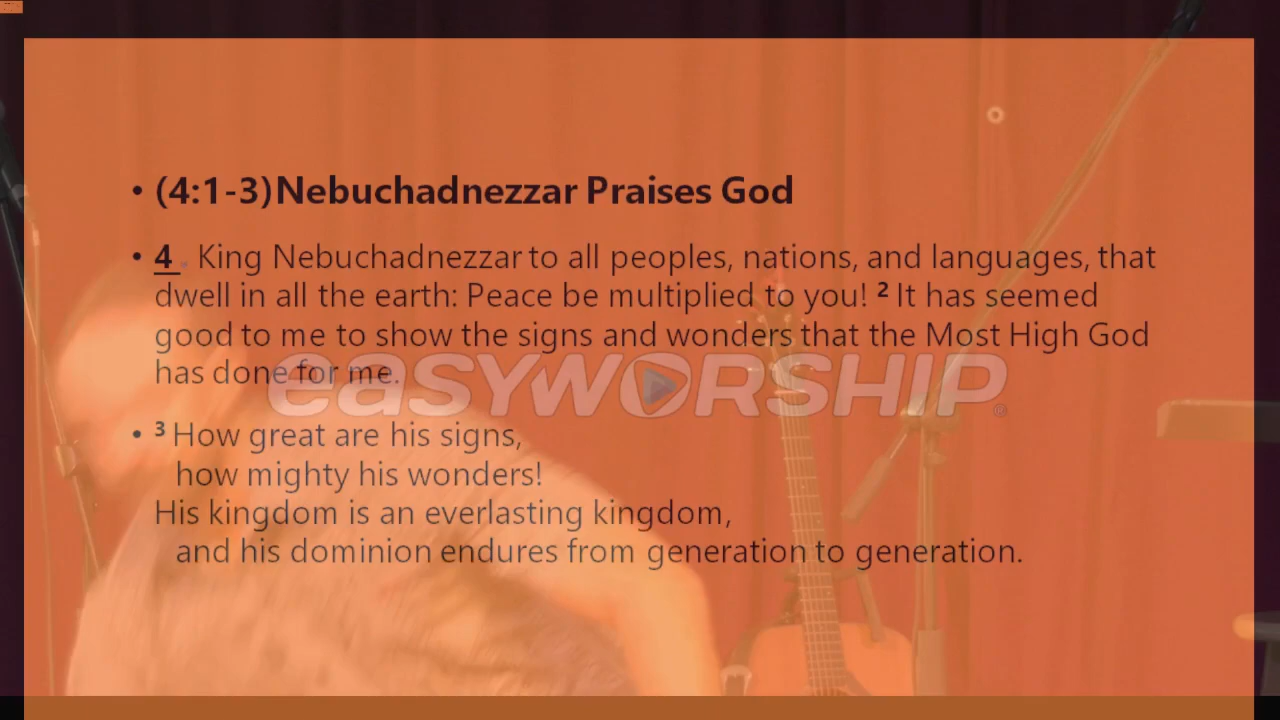 • (4:1-3)Nebuchadnezzar Praises God
• 4 . King Nebuchadnezzar to all peoples, nations, and languages, that
dwell in all the earth: Peace be multiplied to you! 2 It has seemed
good to me to show the signs and wonders that the Most High God
has done for me.
easyWORSHIP®
• 3 How great are his signs,
how mighty his wonders!
His kingdom is an everlasting kingdom,
and his dominion endures from generation to generation.